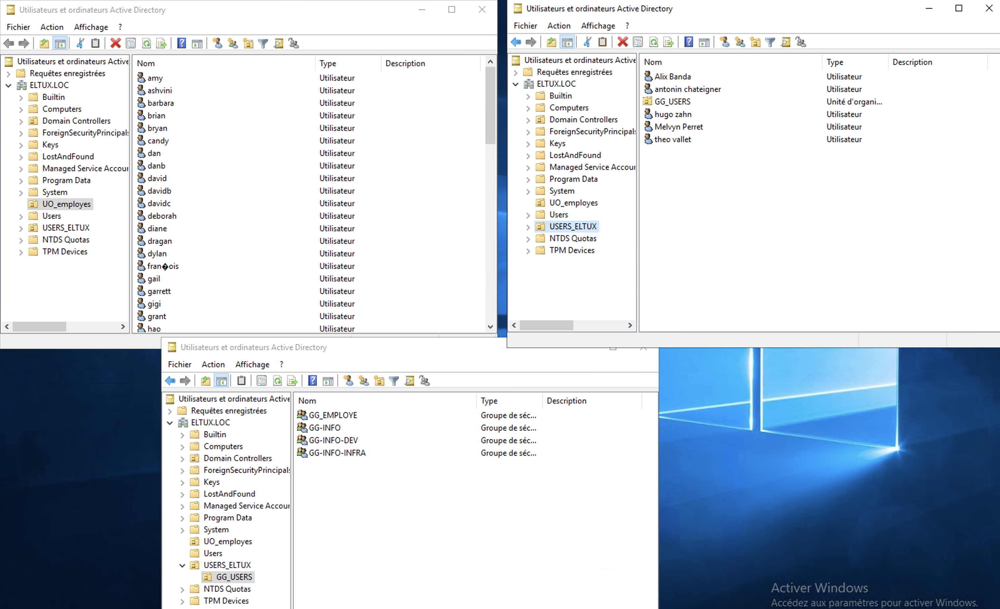 Utilisateurs et ordinateurs Active Directory
Fichier Action Affichage ?
Utilisateurs et ordinateurs Active
Requêtes enregistrées
ELTUX.LOC
Builtin
Computers
Domain Controllers
ForeignSecurityPrincipals
Keys
LostAndFound
Managed Service Accour
Program Data
System
UO_employes
Users
USERS_ELTUX
NTDS Quotas
TPM Devices
Nom Type Description
amy Utilisateur
ashvini Utilisateur
barbara Utilisateur
brian Utilisateur
bryan Utilisateur
candy Utilisateur
dan Utilisateur
danb Utilisateur
david Utilisateur
davidb Utilisateur
davidc Utilisateur
deborah Utilisateur
diane Utilisateur
dragan Utilisateur
dylan Utilisateur
fran�ois Utilisateur
gail Utilisateur
garrett Utilisateur
gigi Utilisateur
grant Utilisateur
hao Utilisateur
Utilisateurs et ordinateurs Active Directory
Fichier Action Affichage ?
Utilisateurs et ordinateurs Active
Requêtes enregistrées
ELTUX.LOC
Builtin
Computers
Domain Controllers
ForeignSecurityPrincipals
Keys
LostAndFound
Managed Service Accour
Program Data
System
UO_employes
Users
USERS_ELTUX
NTDS Quotas
TPM Devices
Nom Type Description
Alix Banda Utilisateur
antonin chateigner Utilisateur
GG_USERS Unité d'organi...
hugo zahn Utilisateur
Melvyn Perret Utilisateur
theo vallet Utilisateur
Utilisateurs et ordinateurs Active Directory
Fichier Action Affichage ?
Utilisateurs et ordinateurs Active
Requêtes enregistrées
ELTUX.LOC
Builtin
Computers
Domain Controllers
ForeignSecurityPrincipals
Keys
LostAndFound
Managed Service Accour
Program Data
System
UO_employes
Users
USERS_ELTUX
GG_USERS
NTDS Quotas
TPM Devices
Nom Type Description
GG_EMPLOYE Groupe de séc...
GG-INFO Groupe de séc...
GG-INFO-DEV Groupe de séc...
GG-INFO-INFRA Groupe de séc...
Activer Windows
Accédez aux paramètres pour activer Windows.